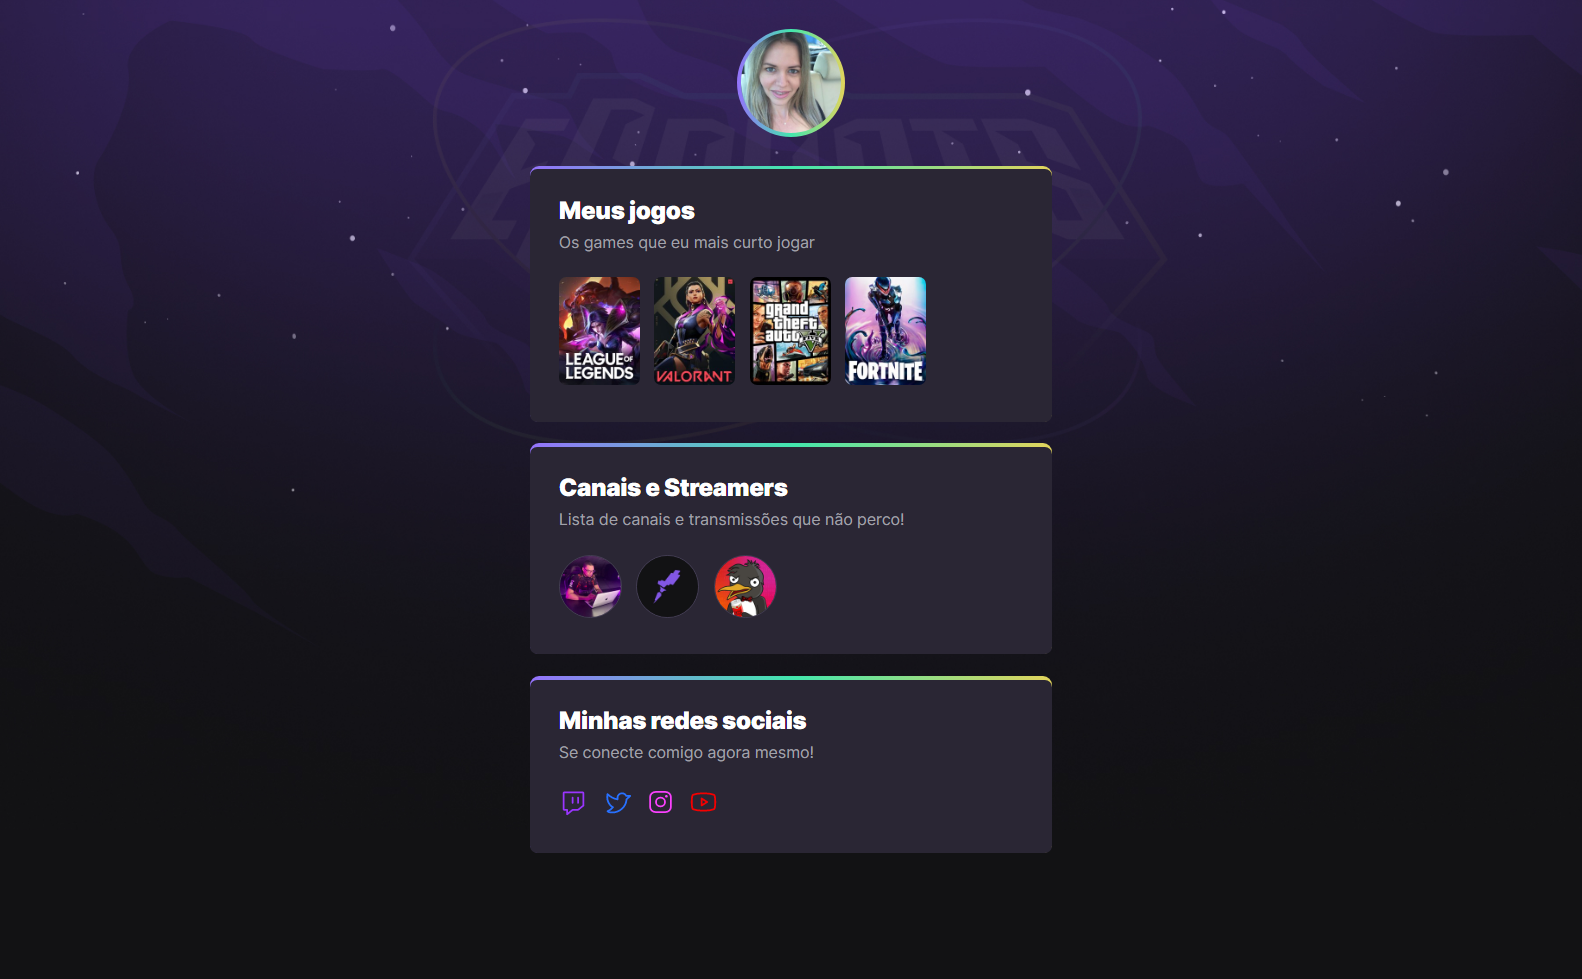 Meus jogos
Os games que eu mais curto jogar
LEAGUE OF
LEGENDS
VALORANT
grand
theft
auto
V
FORTNITE
Canais e Streamers
Lista de canais e transmissões que não perco!
Minhas redes sociais
Se conecte comigo agora mesmo!